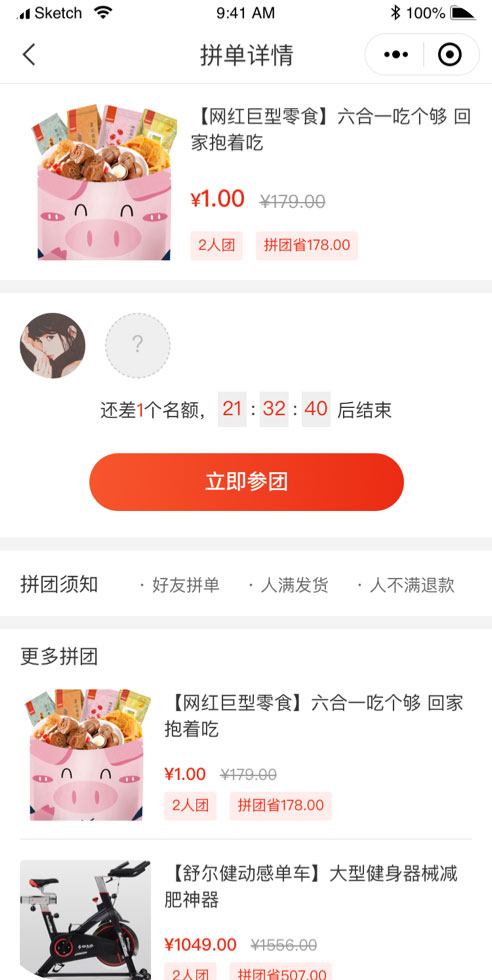 Sketch 9:41 AM 100%
拼单详情
【网红巨型零食】六合一吃个够 回
家抱着吃
¥1.00 ¥179.00
2人团 拼团省178.00
?
还差1个名额， 21 : 32 : 40 后结束
立即参团
拼团须知 · 好友拼单 · 人满发货 · 人不满退款
更多拼团
【网红巨型零食】六合一吃个够 回家
抱着吃
¥1.00 ¥179.00
2人团 拼团省178.00
【舒尔健动感单车】大型健身器械减
肥神器
¥1049.00 ¥1556.00
2人团 拼团省507.00